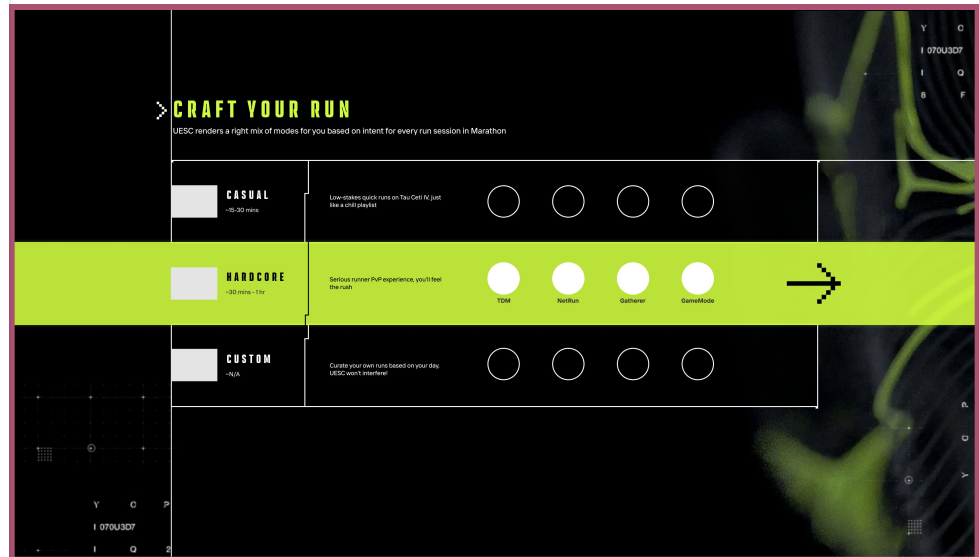 Y C
I 070U3D7
I Q
8 F
CRAFT YOUR RUN
UESC renders a right mix of modes for you based on intent for every run session in Marathon
CASUAL
~15-30 mins
Low-stakes quick runs on Tau Ceti IV, just
like a chill playlist
HARDCORE
~30 mins - 1 hr
Serious runner PvP experience, you'll feel
the rush
TDM NetRun Gatherer GameMode
CUSTOM
~N/A
Curate your own runs based on your day,
UESC won't interfere!
Y C P
I 070U3D7
I Q 2
Y C P